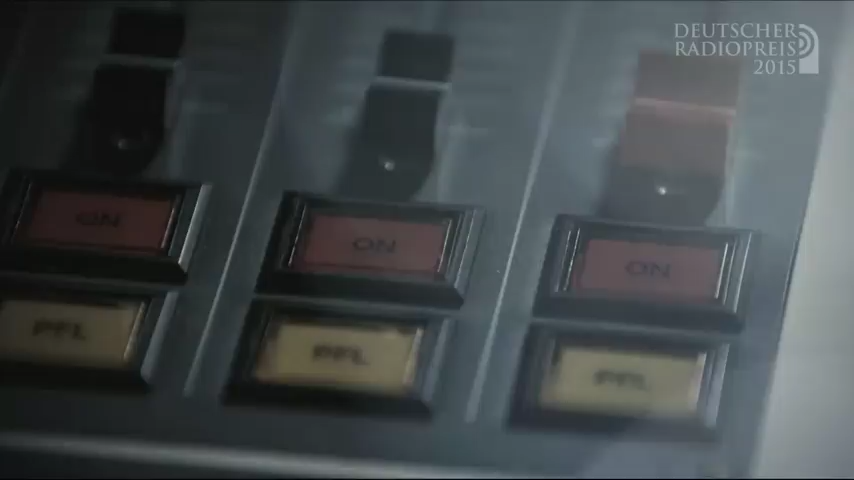 DEUTSCHER
RADIOPREIS
2015
ON
ON
ON
PFL
PFL
PFL